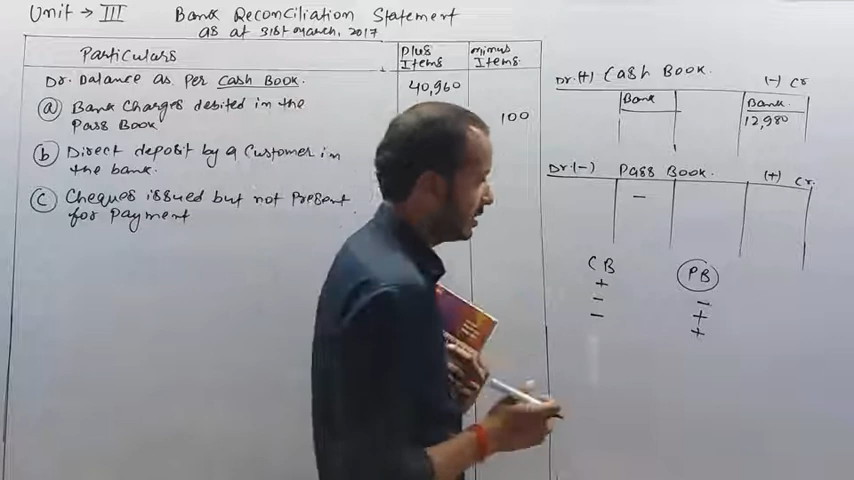 Unit → III Bank Reconciliation Statement
as at 31st march, 2017
Particulars Plus Items minus Items
Dr. Balance as per Cash Book. 40,960
(a) Bank Charges debited in the
Pass Book 100
(b) Direct deposit by a Customer in
the bank.
(c) Cheques issued but not Present
for Payment
Dr. (+) Cash Book. (-) Cr
Bank Bank.
12,980
Dr. (-) Pass Book. (+) Cr.
-
CB PB
+ -
- +
- +